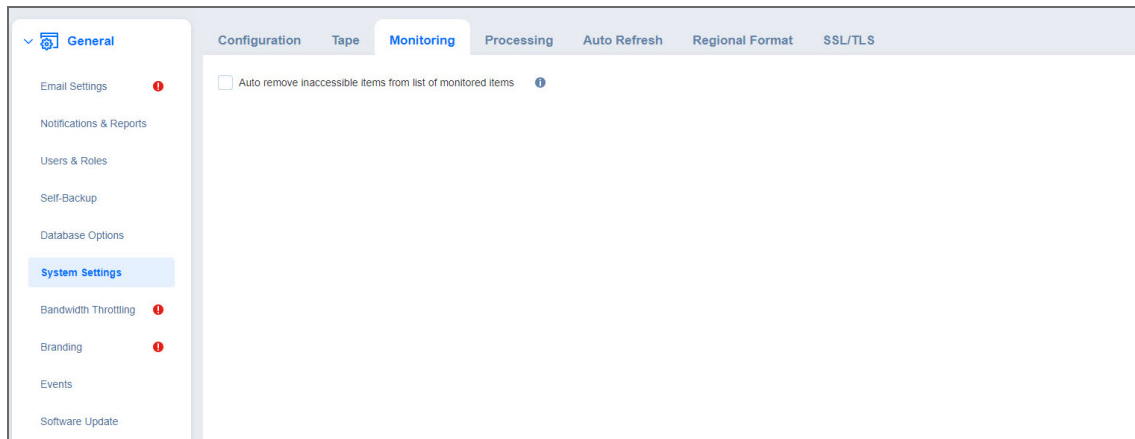 General
Configuration Tape Monitoring Processing Auto Refresh Regional Format SSL/TLS
Auto remove inaccessible items from list of monitored items
Email Settings
Notifications & Reports
Users & Roles
Self-Backup
Database Options
System Settings
Bandwidth Throttling
Branding
Events
Software Update